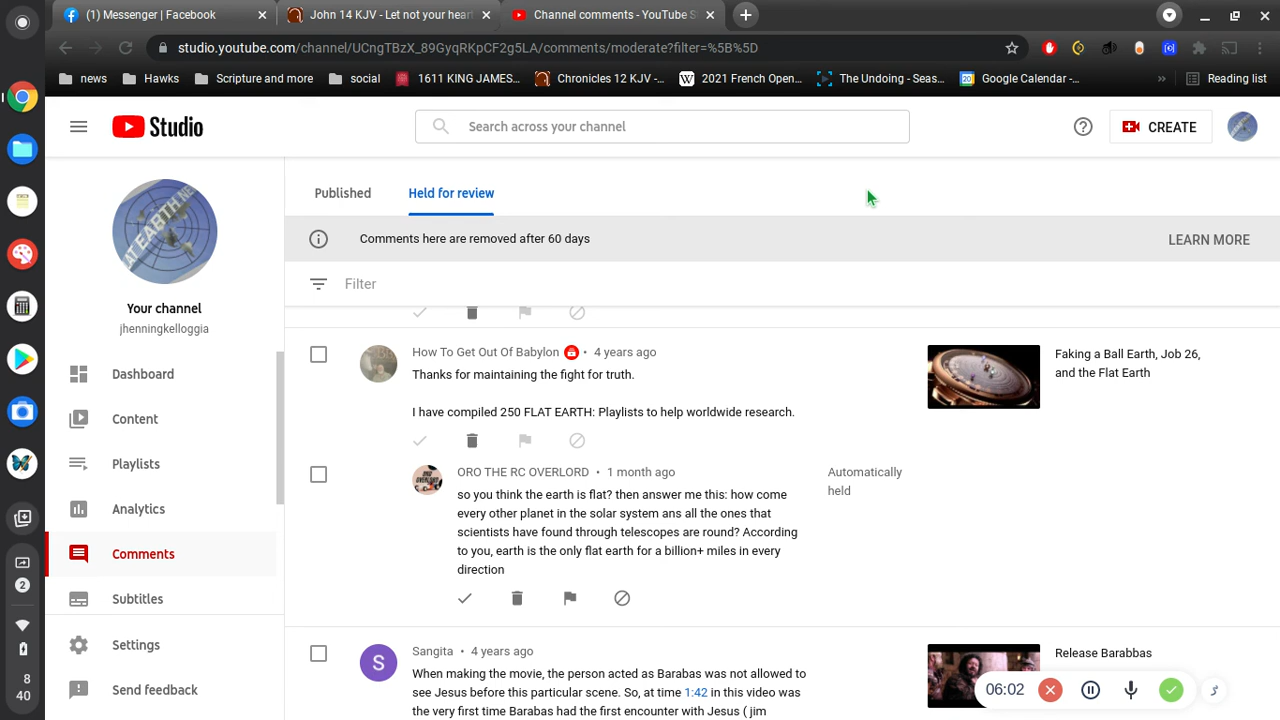 (1) Messenger | Facebook
John 14 KJV - Let not your hear
Channel comments - YouTube S
studio.youtube.com/channel/UCngTBzX_89GyqRKpCF2g5LA/comments/moderate?filter=%5B%5D
news
Hawks
Scripture and more
social
1611 KING JAMES...
Chronicles 12 KJV -...
2021 French Open...
The Undoing - Seas...
Google Calendar -...
Reading list
Studio
Search across your channel
CREATE
LAT EARTH.NE
Your channel
jhenningkelloggia
Dashboard
Content
Playlists
Analytics
Comments
Subtitles
Settings
Send feedback
Published
Held for review
Comments here are removed after 60 days
LEARN MORE
Filter
How To Get Out Of Babylon • 4 years ago
Thanks for maintaining the fight for truth.
I have compiled 250 FLAT EARTH: Playlists to help worldwide research.
Faking a Ball Earth, Job 26,
and the Flat Earth
ORO THE RC OVERLORD • 1 month ago
so you think the earth is flat? then answer me this: how come
every other planet in the solar system ans all the ones that
scientists have found through telescopes are round? According
to you, earth is the only flat earth for a billion+ miles in every
direction
Automatically
held
S
Sangita • 4 years ago
When making the movie, the person acted as Barabas was not allowed to
see Jesus before this particular scene. So, at time 1:42 in this video was
the very first time Barabas had the first encounter with Jesus ( jim
Release Barabbas
06:02
2
8
40